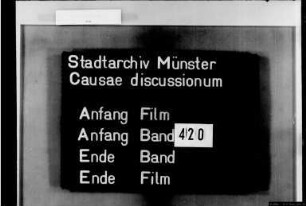 Stadtarchiv Münster
Causae discussionum
Anfang Film
Anfang Band 420
Ende Band
Ende Film